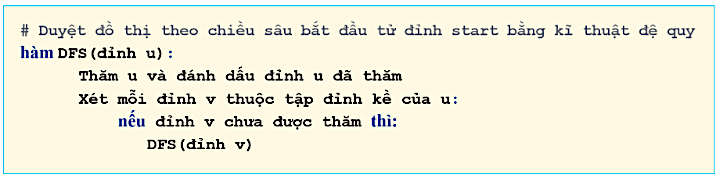 # Duyệt đồ thị theo chiều sâu bắt đầu tử đỉnh start bằng kĩ thuật đệ quy
hàm DFS(đỉnh u):
Thăm u và đánh dấu đỉnh u đã thăm
Xét mỗi đỉnh v thuộc tập đỉnh kề của u:
nếu đỉnh v chưa được thăm thì:
DFS(đỉnh v)